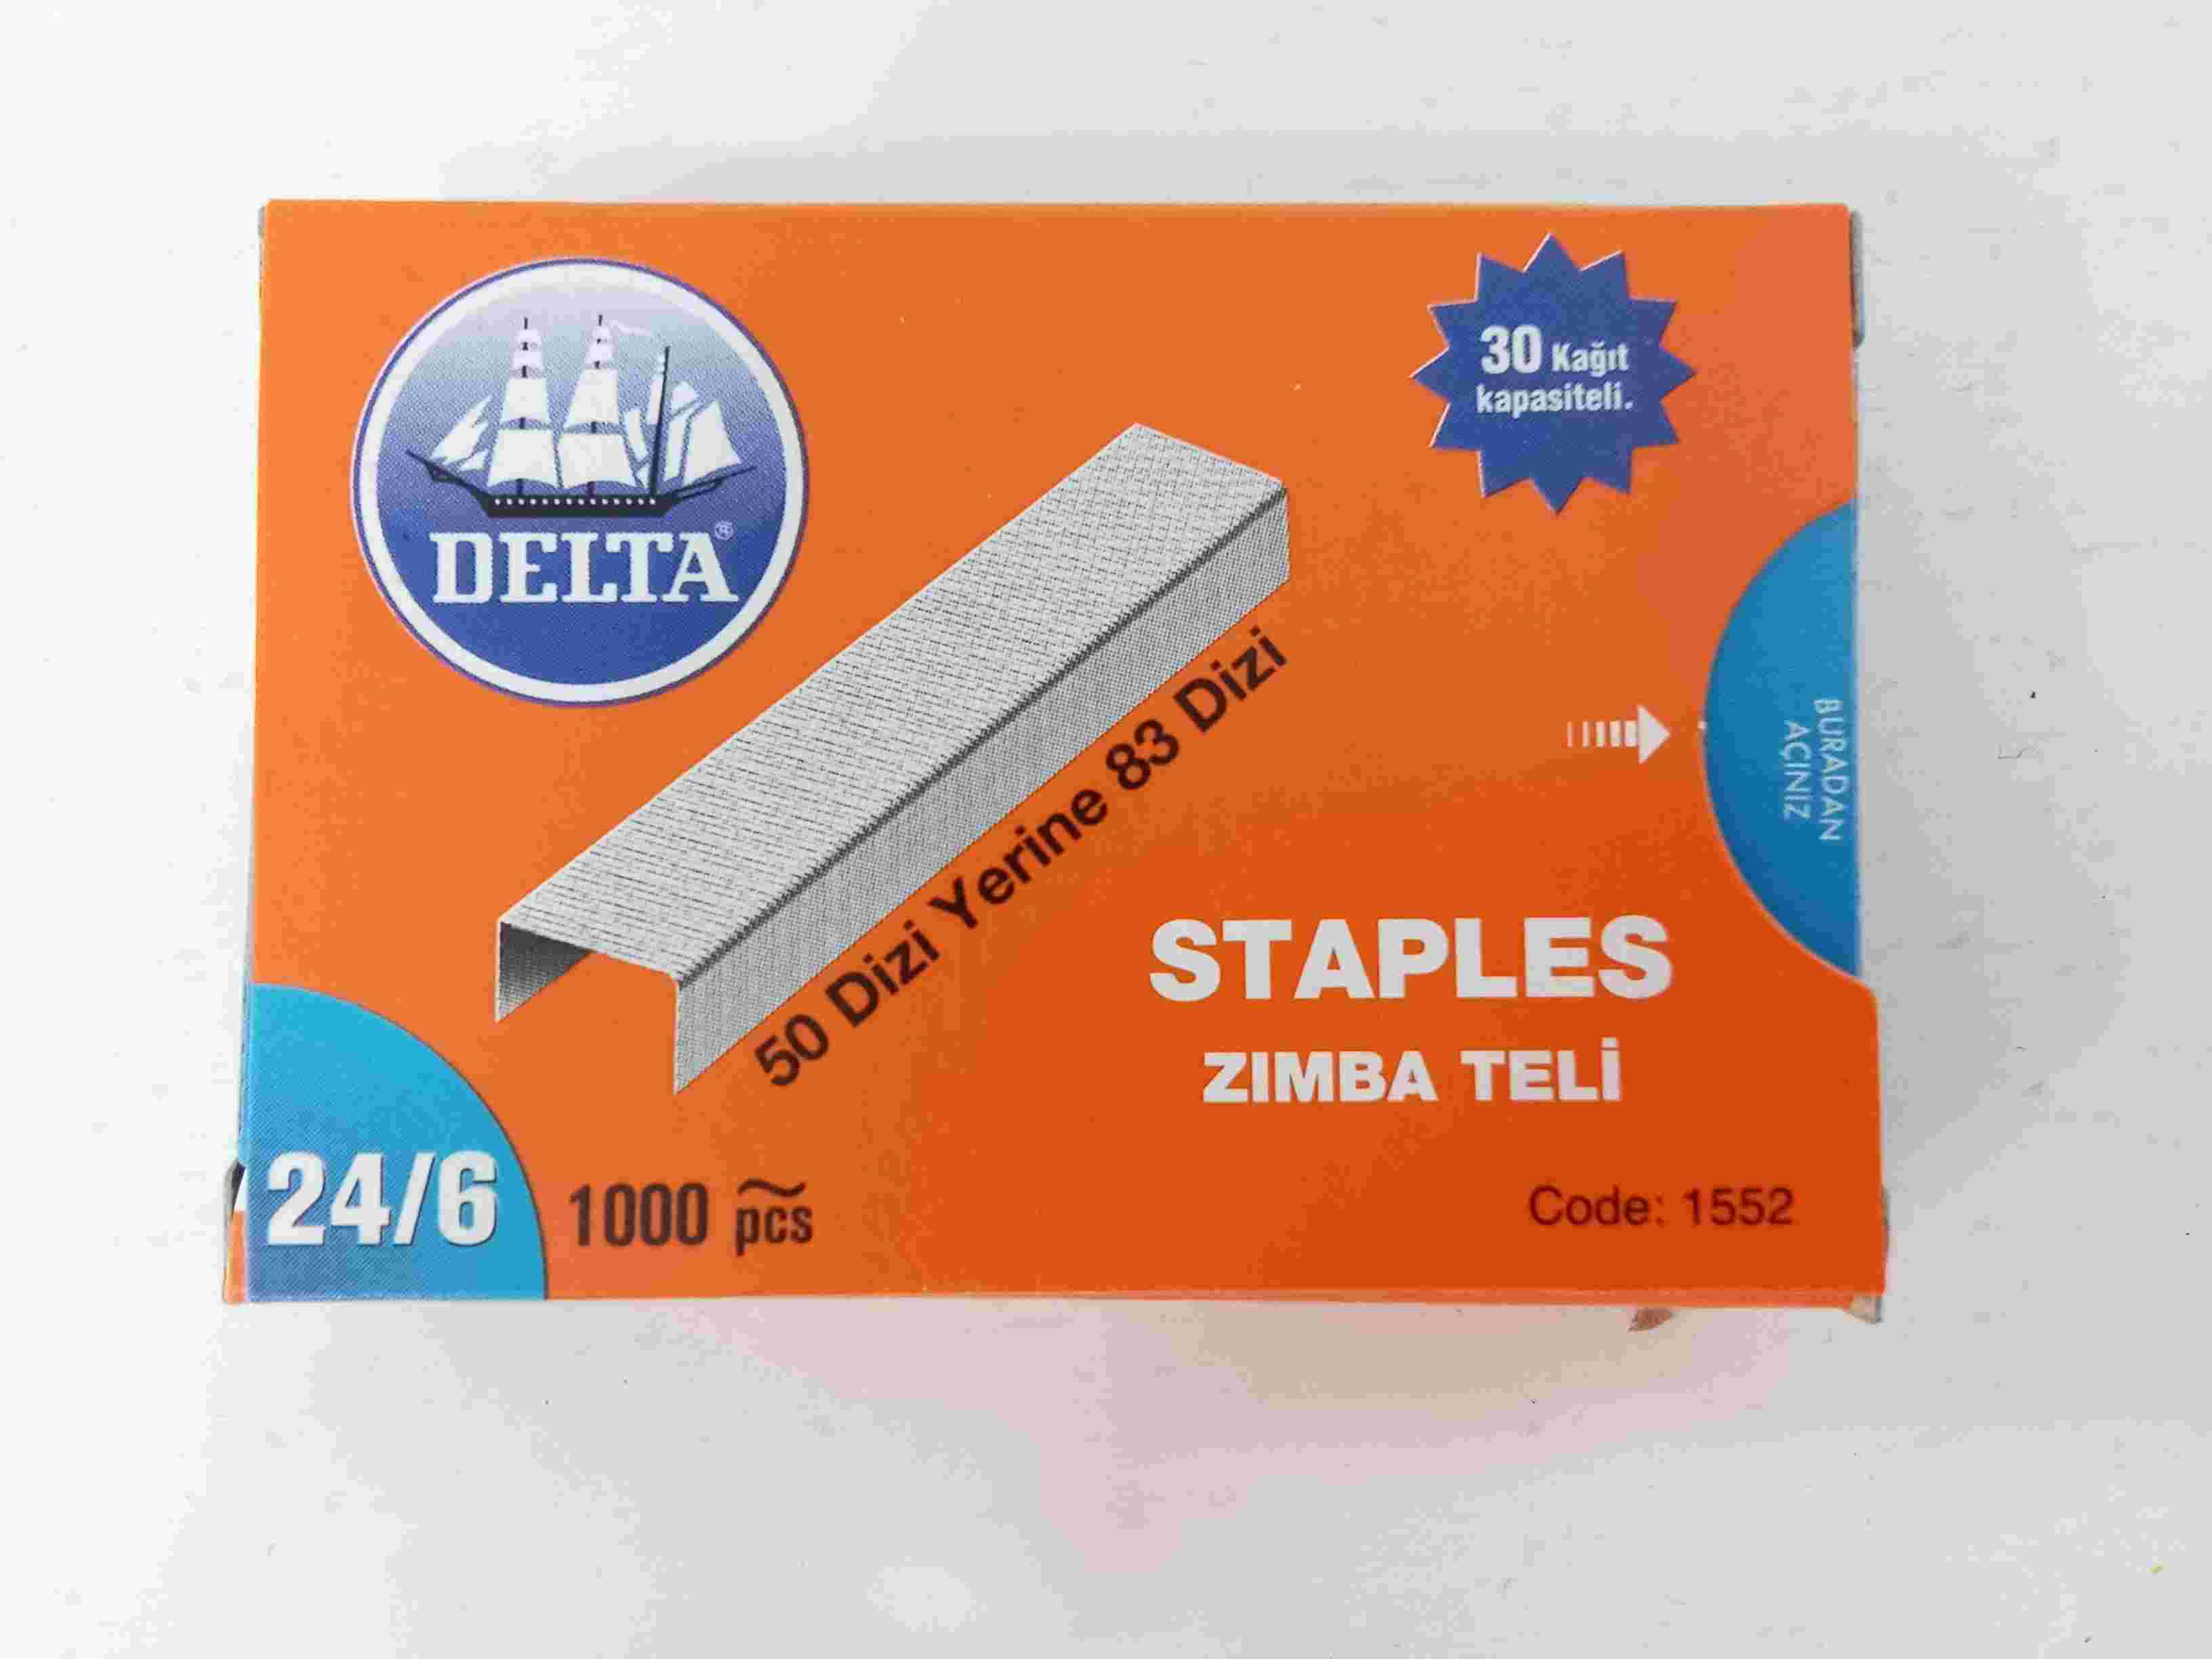 DELTA®
30 Kağıt
kapasiteli.
50 Dizi Yerine 83 Dizi
BURADAN
AÇINIZ
STAPLES
ZIMBA TELİ
24/6
1000 pcs
Code: 1552